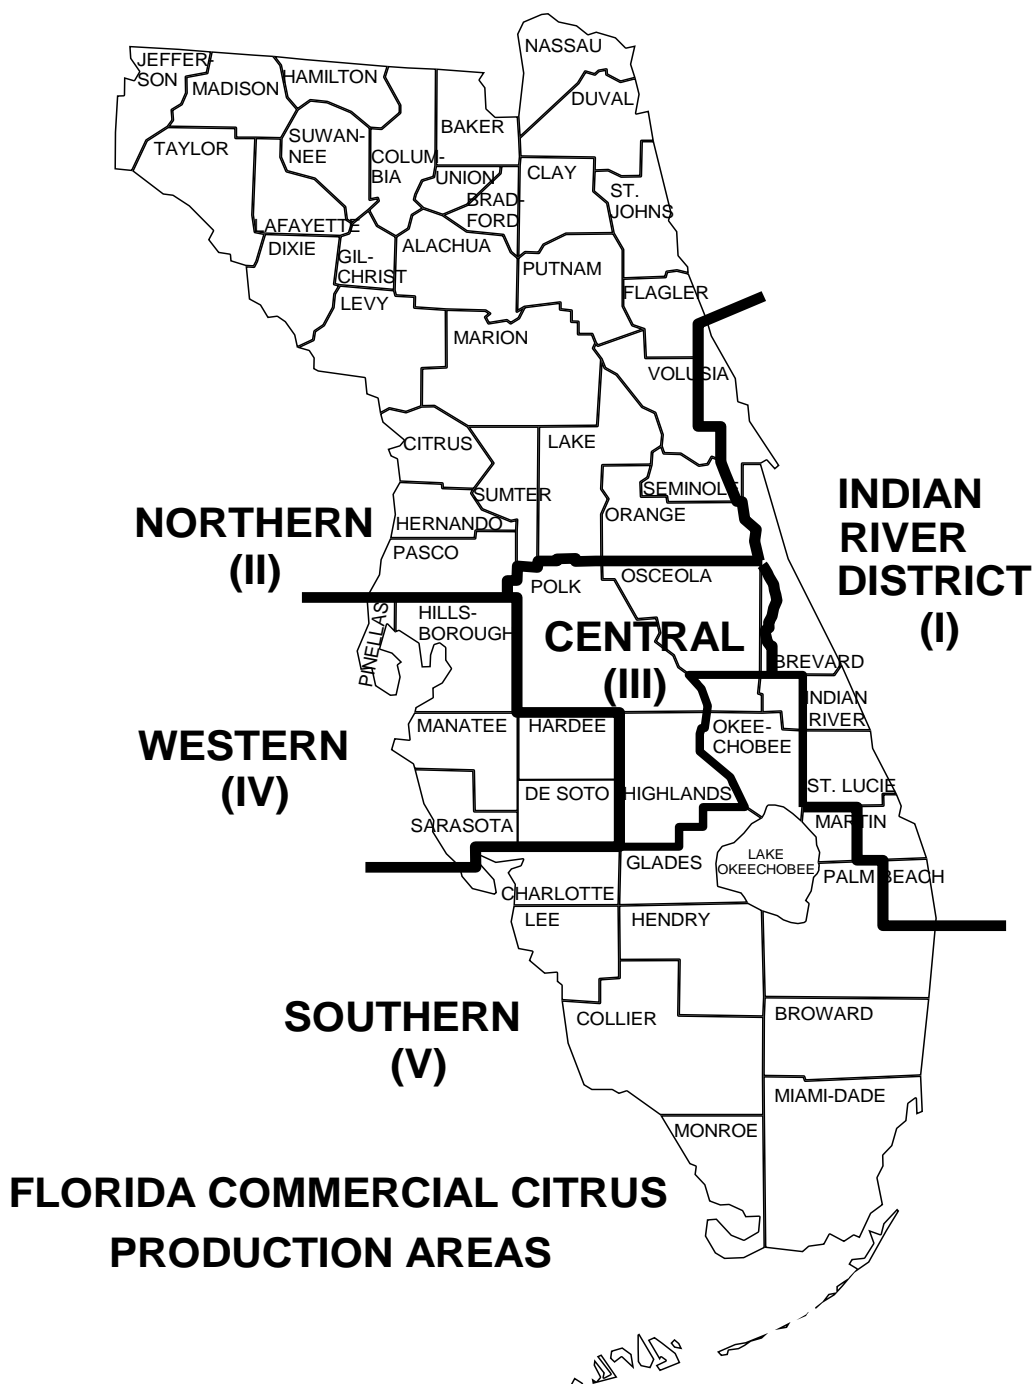 NASSAU
JEFFER-
SON
HAMILTON
MADISON
DUVAL
BAKER
SUWAN-
NEE
TAYLOR
COLUM-
BIA
UNION
CLAY
BRAD-
FORD
ST.
JOHNS
LAFAYETTE
DIXIE
GIL-
CHRIST
ALACHUA
PUTNAM
FLAGLER
LEVY
MARION
VOLUSIA
CITRUS
LAKE
SUMTER
SEMINOLE
ORANGE
HERNANDO
PASCO
NORTHERN
(II)
INDIAN
RIVER
DISTRICT
(I)
POLK
OSCEOLA
HILLS-
BOROUGH
PINELLAS
CENTRAL
(III)
BREVARD
INDIAN
RIVER
MANATEE
HARDEE
OKEE-
CHOBEE
WESTERN
(IV)
DE SOTO
HIGHLANDS
ST. LUCIE
SARASOTA
MARTIN
GLADES
LAKE
OKEECHOBEE
PALM BEACH
CHARLOTTE
LEE
HENDRY
SOUTHERN
(V)
COLLIER
BROWARD
MIAMI-DADE
MONROE
FLORIDA COMMERCIAL CITRUS
PRODUCTION AREAS